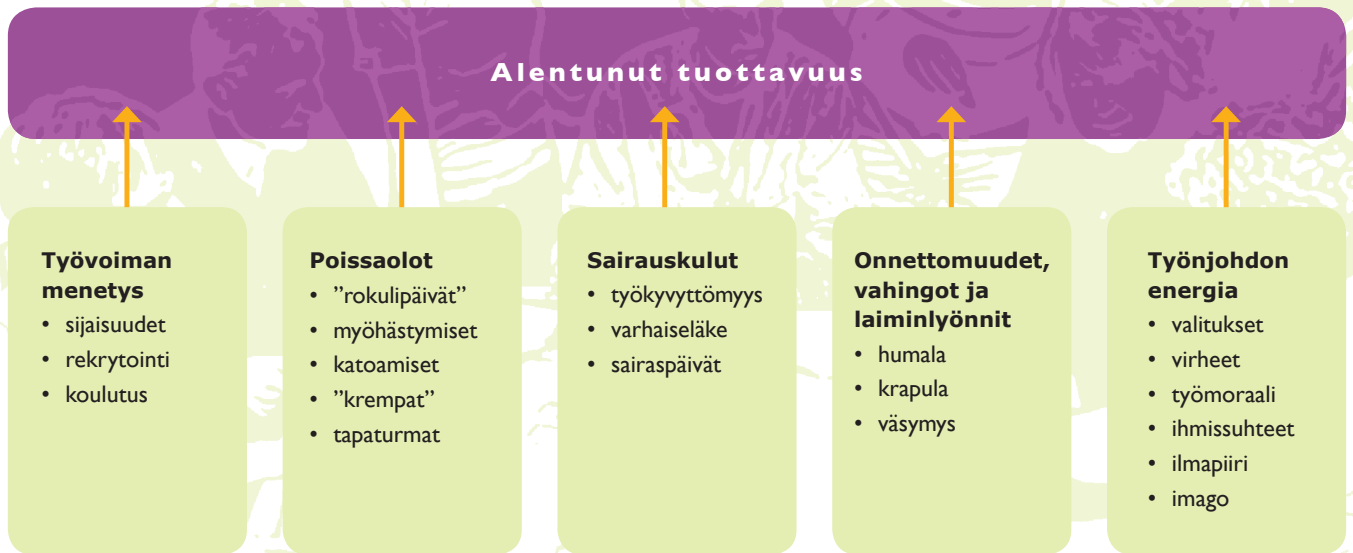 Alentunut tuottavuus
Työvoiman
menetys
• sijaisuudet
• rekrytointi
• koulutus
Poissaolot
• ”rokulipäivät”
• myöhästymiset
• katoamiset
• ”krempat”
• tapaturmat
Sairauskulut
• työkyvyttömyys
• varhaiseläke
• sairaspäivät
Onnettomuudet,
vahingot ja
laiminlyönnit
• humala
• krapula
• väsymys
Työnjohdon
energia
• valitukset
• virheet
• työmoraali
• ihmissuhteet
• ilmapiiri
• imago